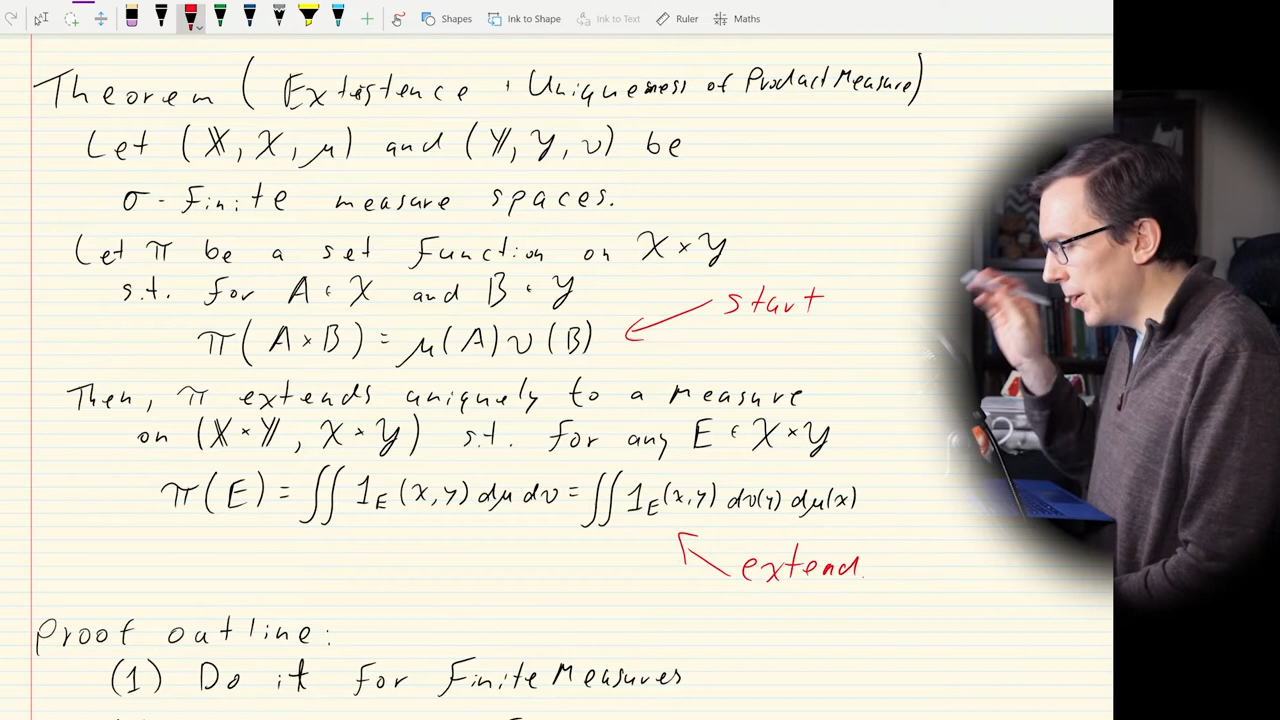 Shapes Ink to Shape Ink to Text Ruler Maths
Theorem ( Existence + Uniqueness of Product Measure)
Let (𝕏, 𝒳, μ) and (𝕐, 𝒴, ν) be
σ-finite measure spaces.
Let π be a set function on 𝒳 × 𝒴
s.t. for A ∈ 𝒳 and B ∈ 𝒴
π(A × B) = μ(A) ν(B)
start
Then, π extends uniquely to a measure
on (𝕏 × 𝕐, 𝒳 × 𝒴) s.t. for any E ∈ 𝒳 × 𝒴
π(E) = ∬ 1_E (x,y) dμ dν = ∬ 1_E (x,y) dν(y) dμ(x)
extend.
Proof outline:
(1) Do it for Finite Measures